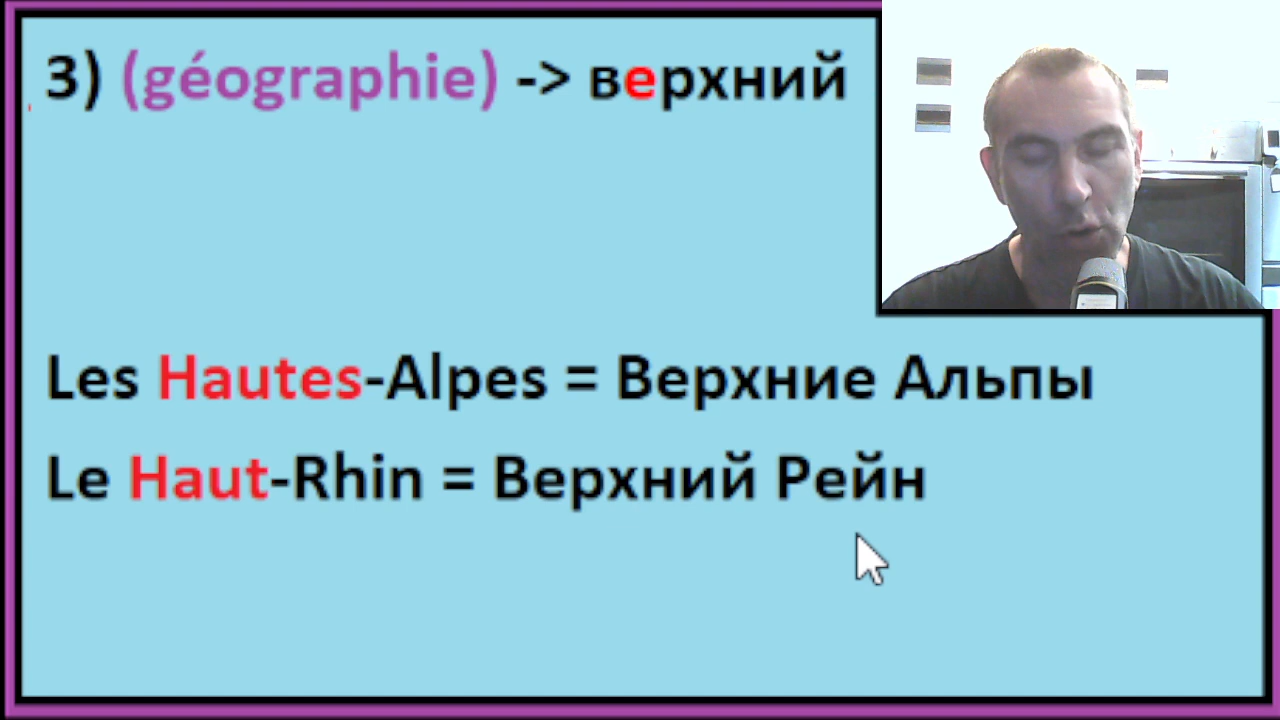 3) (géographie) -> верхний
Les Hautes-Alpes = Верхние Альпы
Le Haut-Rhin = Верхний Рейн